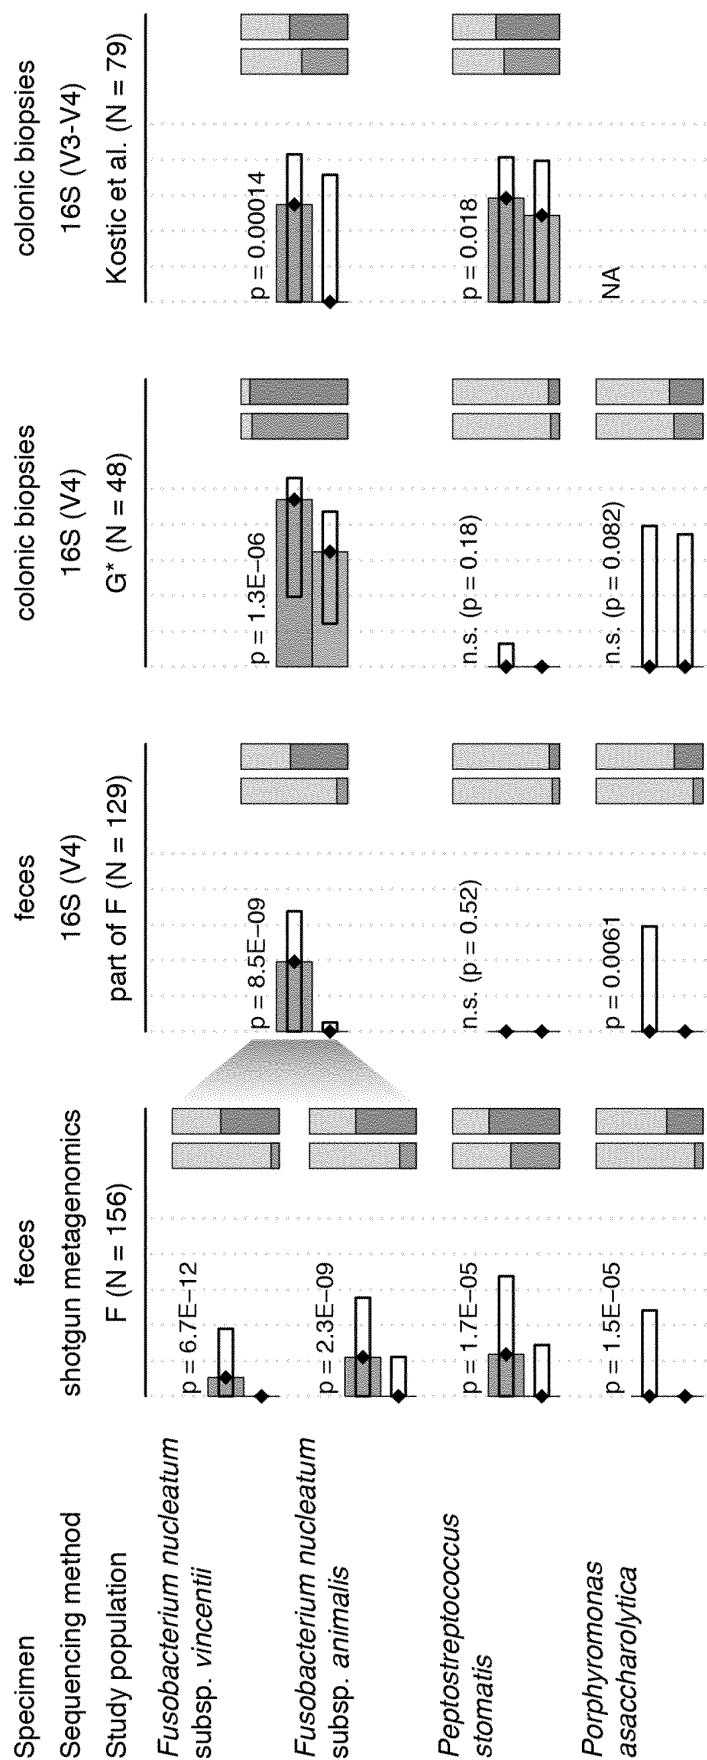 Specimen
feces
feces
colonic biopsies
colonic biopsies
Sequencing method
shotgun metagenomics
16S (V4)
16S (V4)
16S (V3-V4)
Study population
F (N = 156)
part of F (N = 129)
G* (N = 48)
Kostic et al. (N = 79)
Fusobacterium nucleatum
subsp. vincentii
p = 6.7E−12
Fusobacterium nucleatum
subsp. animalis
p = 2.3E−09
p = 8.5E−09
p = 1.3E−06
p = 0.00014
Peptostreptococcus
stomatis
p = 1.7E−05
n.s. (p = 0.52)
n.s. (p = 0.18)
p = 0.018
Porphyromonas
asaccharolytica
p = 1.5E−05
p = 0.0061
n.s. (p = 0.082)
NA